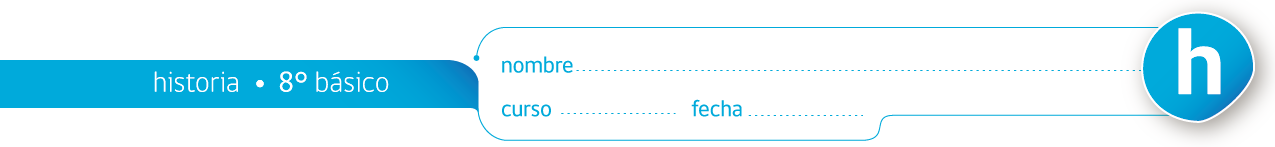 historia • 8° básico
nombre
curso fecha
h